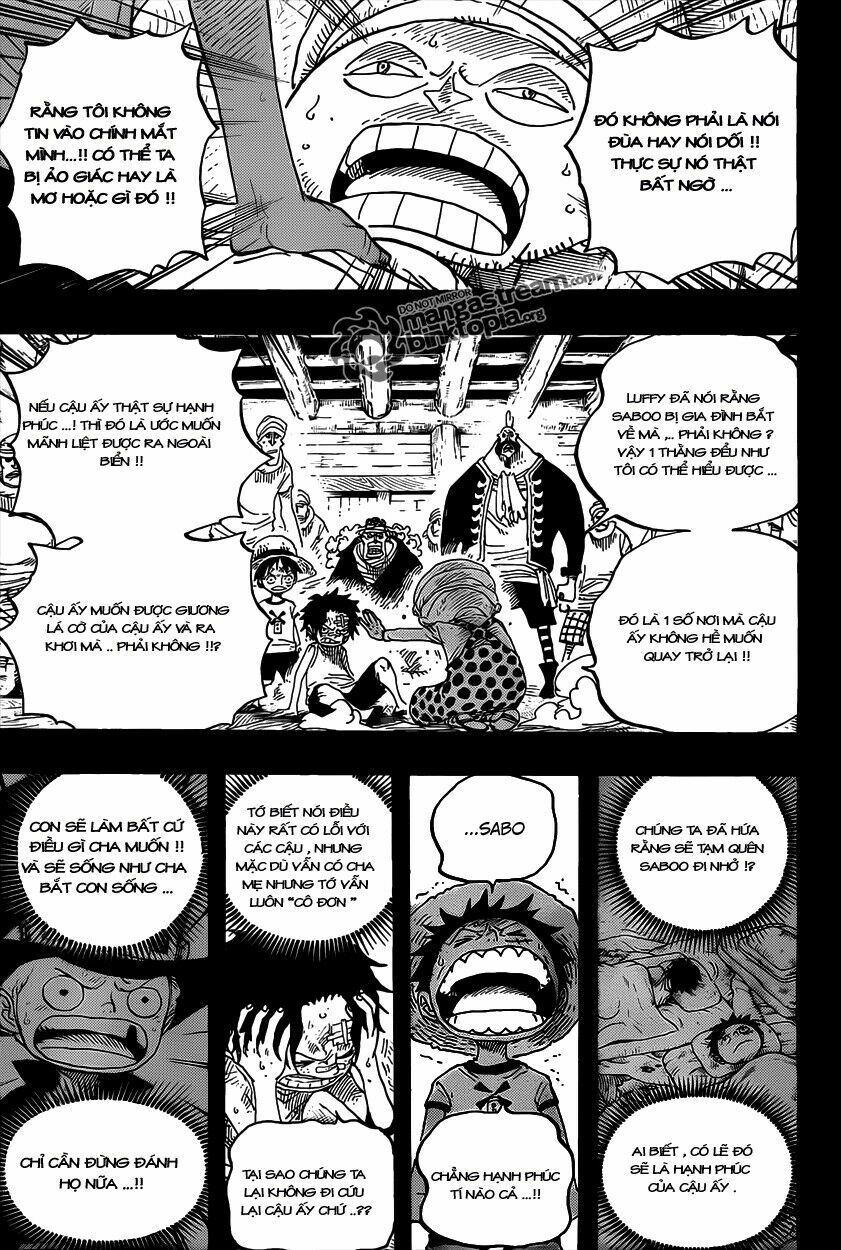 ĐÓ KHÔNG PHẢI LÀ NÓI
ĐÙA HAY NÓI DỐI !!
THỰC SỰ NÓ THẬT
BẤT NGỜ ...
RẰNG TÔI KHÔNG
TIN VÀO CHÍNH MẮT
MÌNH...!! CÓ THỂ TA
BỊ ẢO GIÁC HAY LÀ
MƠ HOẶC GÌ ĐÓ !!
DO NOT MIRROR
mangastream.com
binktopia.org
LUFFY ĐÃ NÓI RẰNG
SABOO BỊ GIA ĐÌNH BẮT
VỀ MÀ ,.. PHẢI KHÔNG ?
VẬY 1 THẰNG ĐỂU NHƯ
TÔI CÓ THỂ HIỂU ĐƯỢC ...
ĐÓ LÀ 1 SỐ NƠI MÀ CẬU
ẤY KHÔNG HỀ MUỐN
QUAY TRỞ LẠI !!
NẾU CẬU ẤY THẬT SỰ HẠNH
PHÚC ...! THÌ ĐÓ LÀ ƯỚC MUỐN
MÃNH LIỆT ĐƯỢC RA NGOÀI
BIỂN !!
CẬU ẤY MUỐN ĐƯỢC GIƯƠNG
LÁ CỜ CỦA CẬU ẤY VÀ RA
KHƠI MÀ .. PHẢI KHÔNG !!?
CHÚNG TA ĐÃ HỨA
RẰNG SẼ TẠM QUÊN
SABOO ĐI NHỞ !?
AI BIẾT , CÓ LẼ ĐÓ
SẼ LÀ HẠNH PHÚC
CỦA CẬU ẤY .
...SABO
CHẲNG HẠNH PHÚC
TÍ NÀO CẢ ...!!
TỚ BIẾT NÓI ĐIỀU
NÀY RẤT CÓ LỖI VỚI
CÁC CẬU , NHƯNG
MẶC DÙ VẪN CÓ CHA
MẸ NHƯNG TỚ VẪN
LUÔN "CÔ ĐƠN "
TẠI SAO CHÚNG TA
LẠI KHÔNG ĐI CỨU
LẠI CẬU ẤY CHỨ ..??
CON SẼ LÀM BẤT CỨ
ĐIỀU GÌ CHA MUỐN !!
VÀ SẼ SỐNG NHƯ CHA
BẮT CON SỐNG ...
CHỈ CẦN ĐỪNG ĐÁNH
HỌ NỮA ...!!